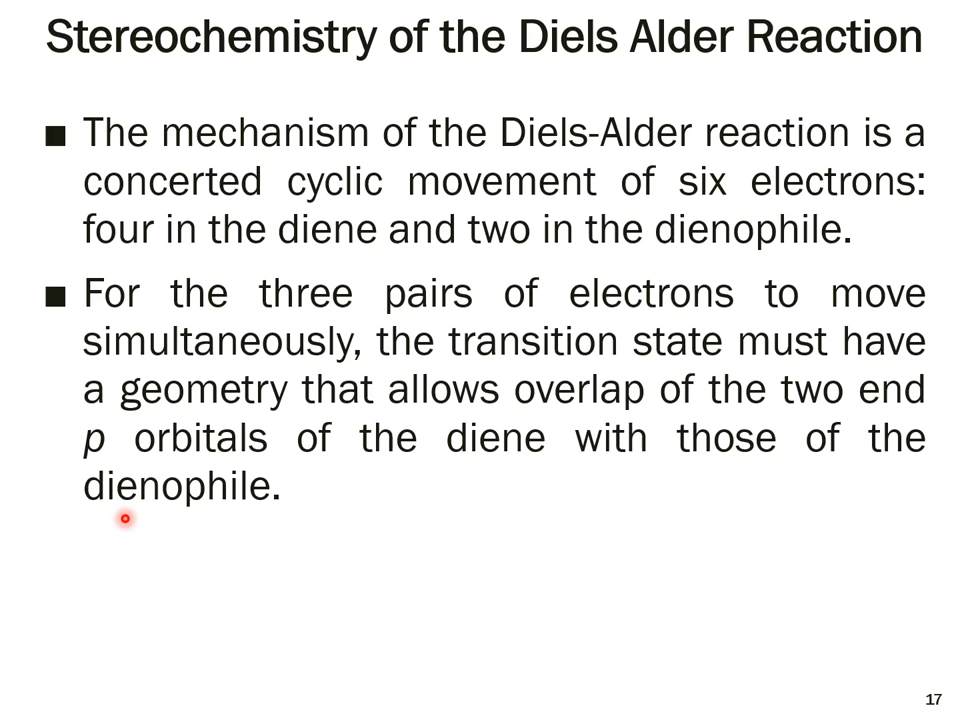 Stereochemistry of the Diels Alder Reaction
■ The mechanism of the Diels-Alder reaction is a
concerted cyclic movement of six electrons:
four in the diene and two in the dienophile.
■ For the three pairs of electrons to move
simultaneously, the transition state must have
a geometry that allows overlap of the two end
p orbitals of the diene with those of the
dienophile.
17